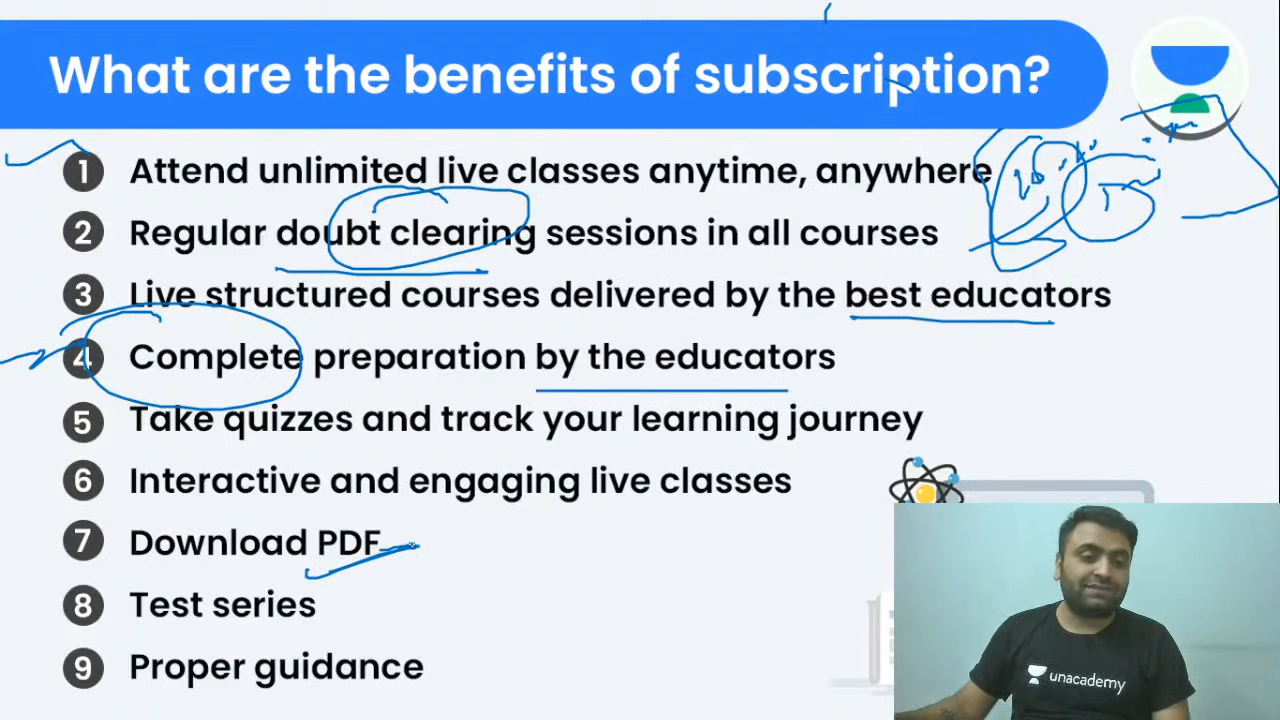 What are the benefits of subscription?
1 Attend unlimited live classes anytime, anywhere
2 Regular doubt clearing sessions in all courses
3 Live structured courses delivered by the best educators
4 Complete preparation by the educators
5 Take quizzes and track your learning journey
6 Interactive and engaging live classes
7 Download PDF
8 Test series
9 Proper guidance
unacademy